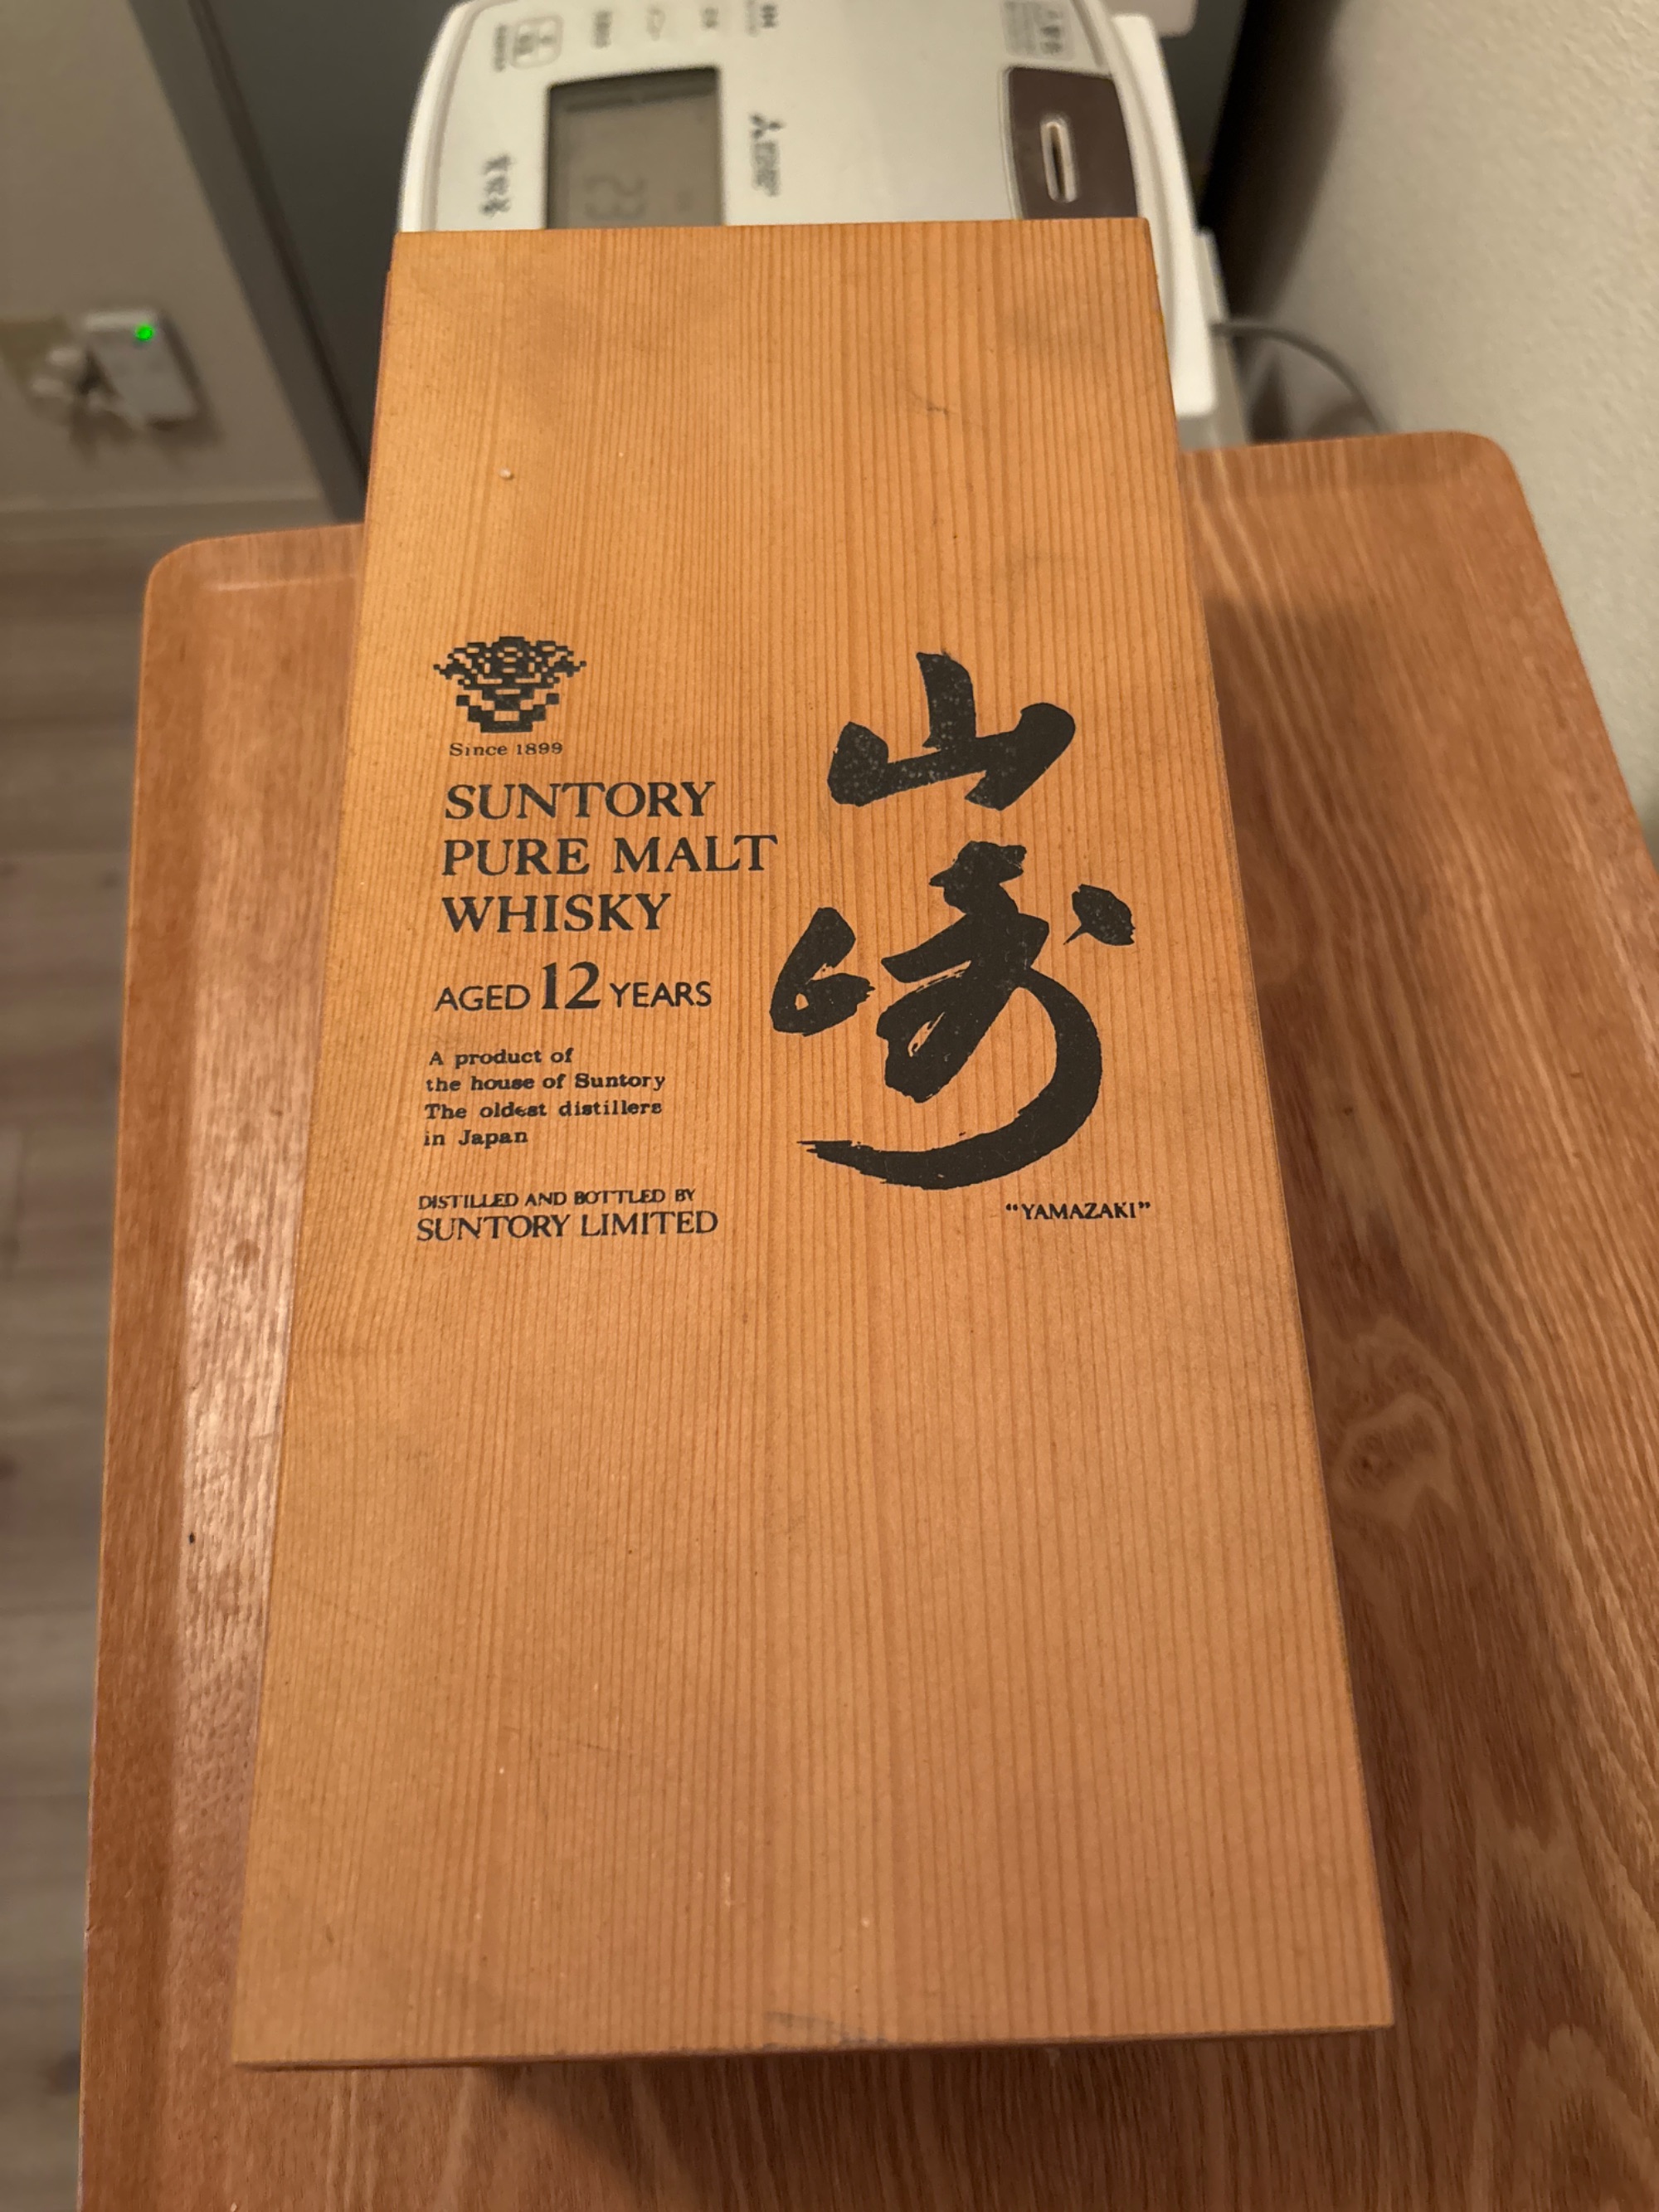 Since 1899
SUNTORY
PURE MALT
WHISKY
AGED 12 YEARS
A product of
the house of Suntory
The oldest distillers
in Japan
DISTILLED AND BOTTLED BY
SUNTORY LIMITED
山
崎
“YAMAZAKI”
23